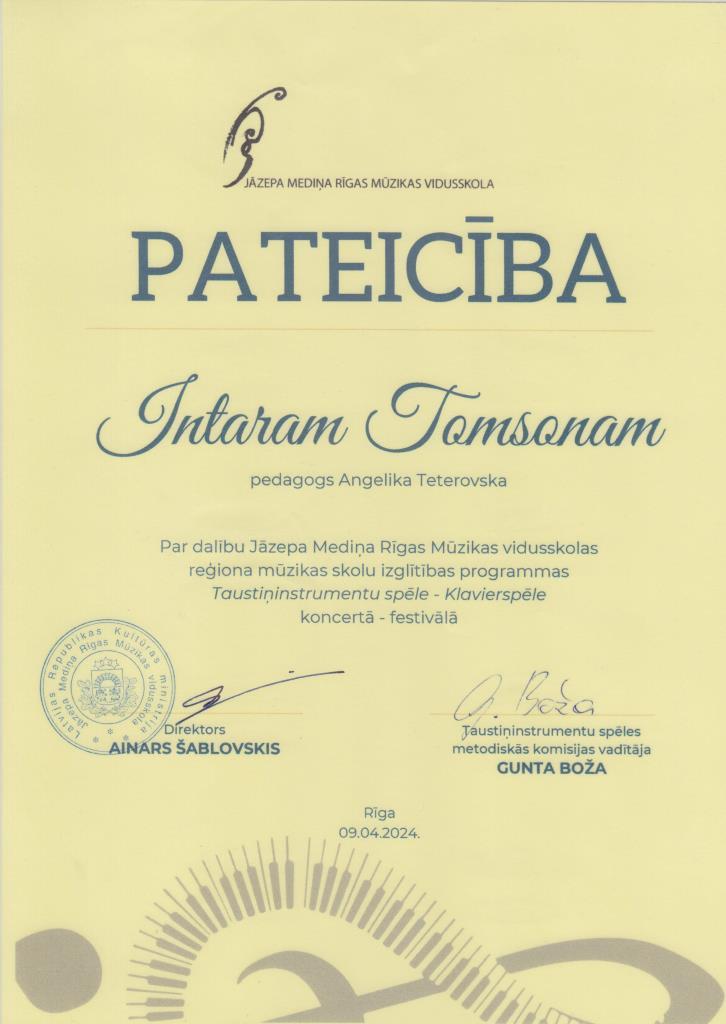 JĀZEPA MEDIŅA RĪGAS MŪZIKAS VIDUSSKOLA
PATEICĪBA
Intaram Tomsonam
pedagogs Angelika Teterovska
Par dalību Jāzepa Mediņa Rīgas Mūzikas vidusskolas
reģiona mūzikas skolu izglītības programmas
Taustiņinstrumentu spēle - Klavierspēle
koncertā - festivālā
Latvijas Republikas Kultūras ministrija
Jāzepa Mediņa Rīgas Mūzikas vidusskola
Direktors
AINARS ŠABLOVSKIS
G. Boža
Taustiņinstrumentu spēles
metodiskās komisijas vadītāja
GUNTA BOŽA
Rīga
09.04.2024.